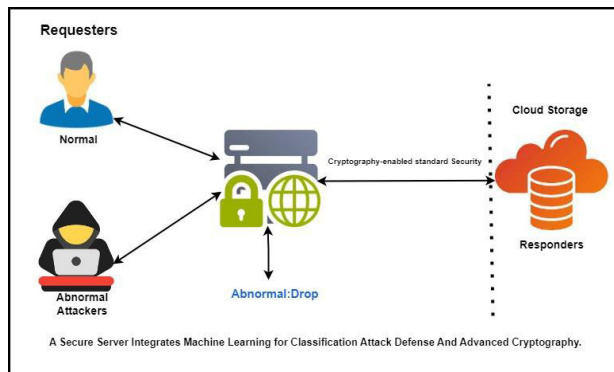 Requesters
Normal
Cloud Storage
Cryptography-enabled standard Security
Responders
Abnormal
Attackers
Abnormal:Drop
A Secure Server Integrates Machine Learning for Classification Attack Defense And Advanced Cryptography.